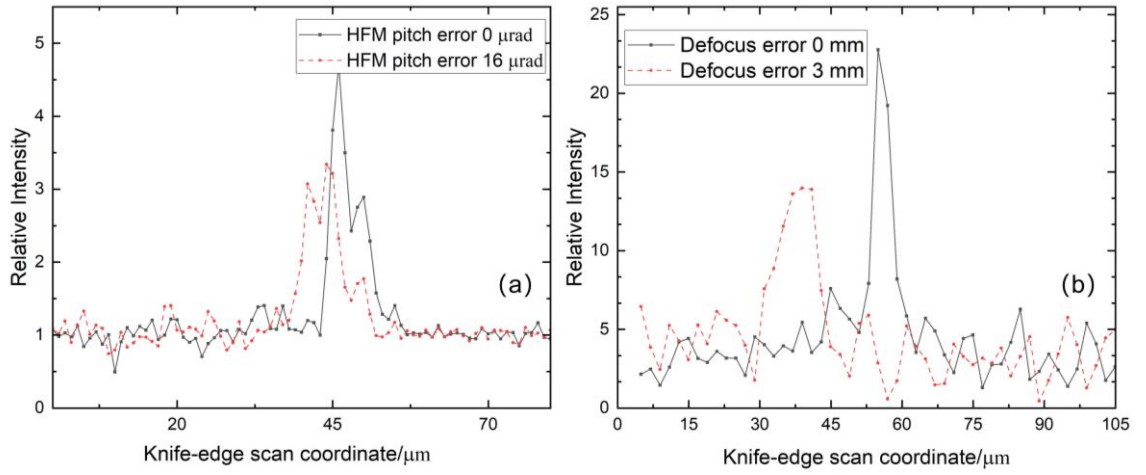 HFM pitch error 0 μrad
HFM pitch error 16 μrad
5
4
3
2
1
0
20
45
70
Relative Intensity
Knife-edge scan coordinate/μm
(a)
Defocus error 0 mm
Defocus error 3 mm
25
20
15
10
5
0
0
15
30
45
60
75
90
105
Relative Intensity
Knife-edge scan coordinate/μm
(b)